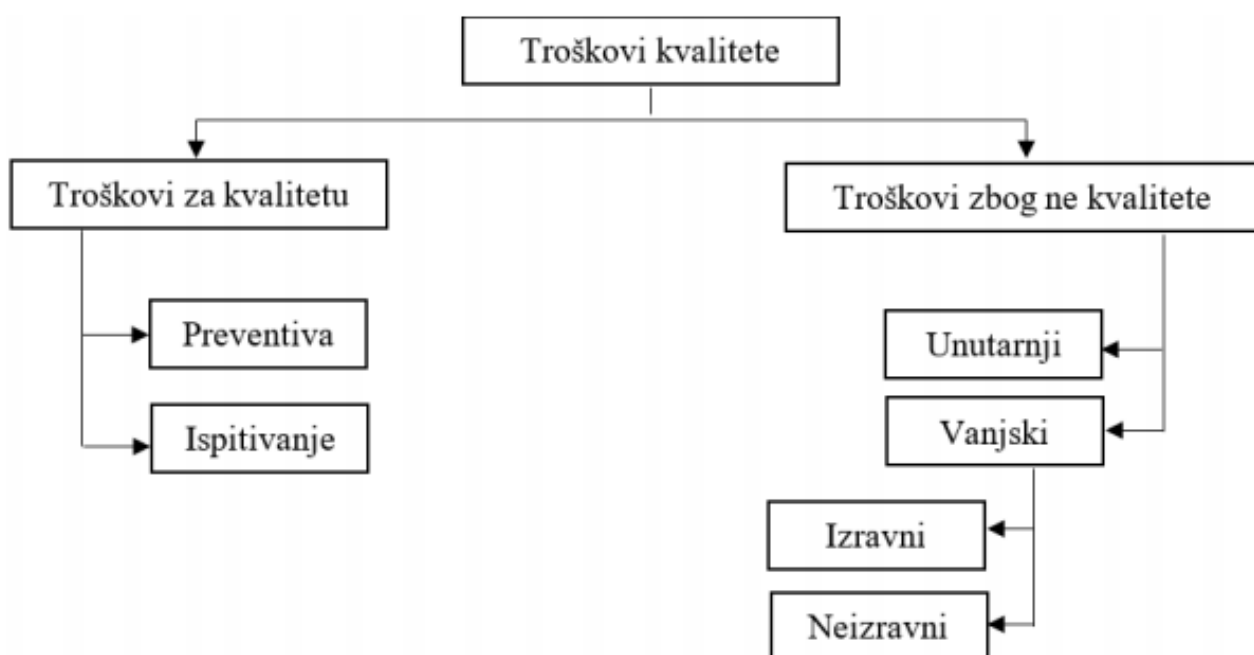 Troškovi kvalitete
Troškovi za kvalitetu
Troškovi zbog ne kvalitete
Preventiva
Ispitivanje
Unutarnji
Vanjski
Izravni
Neizravni